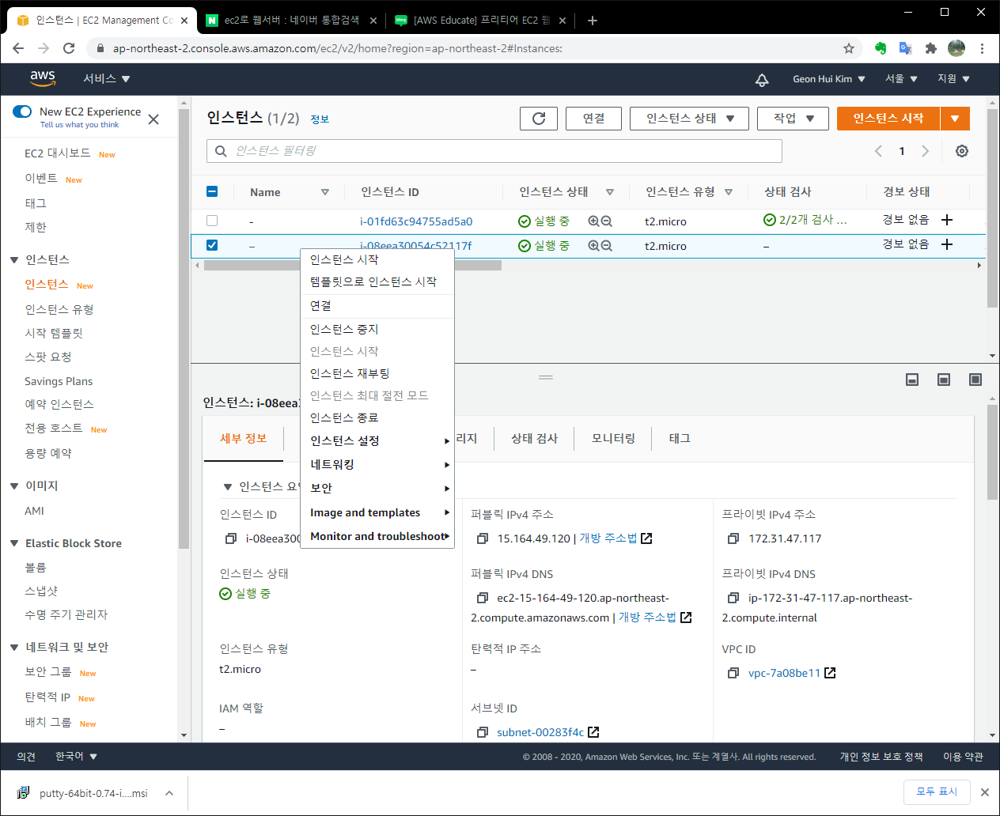 인스턴스 | EC2 Management Co
ec2로 웹서버 : 네이버 통합검색
[AWS Educate] 프리티어 EC2 웹
ap-northeast-2.console.aws.amazon.com/ec2/v2/home?region=ap-northeast-2#Instances:
aws
서비스
Geon Hui Kim
서울
지원
New EC2 Experience
Tell us what you think
EC2 대시보드 New
이벤트 New
태그
제한
인스턴스
인스턴스 New
인스턴스 유형
시작 템플릿
스팟 요청
Savings Plans
예약 인스턴스
전용 호스트 New
용량 예약
이미지
AMI
Elastic Block Store
볼륨
스냅샷
수명 주기 관리자
네트워크 및 보안
보안 그룹 New
탄력적 IP New
배치 그룹 New
인스턴스 (1/2) 정보
연결
인스턴스 상태
작업
인스턴스 시작
인스턴스 필터링
1
Name 인스턴스 ID 인스턴스 상태 인스턴스 유형 상태 검사 경보 상태
- i-01fd63c94755ad5a0 실행 중 t2.micro 2/2개 검사 ... 경보 없음 +
– i-08eea30054c52117f 실행 중 t2.micro – 경보 없음 +
인스턴스 시작
템플릿으로 인스턴스 시작
연결
인스턴스 중지
인스턴스 시작
인스턴스 재부팅
인스턴스 최대 절전 모드
인스턴스 종료
인스턴스 설정
네트워킹
보안
Image and templates
Monitor and troubleshoot
인스턴스: i-08eea3
세부 정보
리지
상태 검사
모니터링
태그
인스턴스 요
인스턴스 ID
i-08eea300
퍼블릭 IPv4 주소
15.164.49.120 | 개방 주소법
프라이빗 IPv4 주소
172.31.47.117
인스턴스 상태
실행 중
퍼블릭 IPv4 DNS
ec2-15-164-49-120.ap-northeast-
2.compute.amazonaws.com | 개방 주소법
프라이빗 IPv4 DNS
ip-172-31-47-117.ap-northeast-
2.compute.internal
인스턴스 유형
t2.micro
탄력적 IP 주소
–
VPC ID
vpc-7a08be11
IAM 역할
–
서브넷 ID
subnet-00283f4c
의견
한국어
© 2008 - 2020, Amazon Web Services, Inc. 또는 계열사. All rights reserved.
개인 정보 보호 정책
이용 약관
putty-64bit-0.74-i....msi
모두 표시